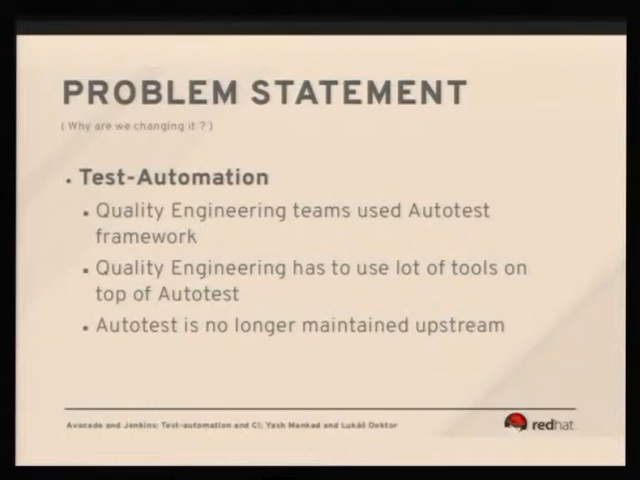 PROBLEM STATEMENT
( Why are we changing it ? )
• Test-Automation
• Quality Engineering teams used Autotest
framework
• Quality Engineering has to use lot of tools on
top of Autotest
• Autotest is no longer maintained upstream
Avocado and Jenkins: Test-automation and CI; Yash Mankad and Lukáš Doktor
redhat.